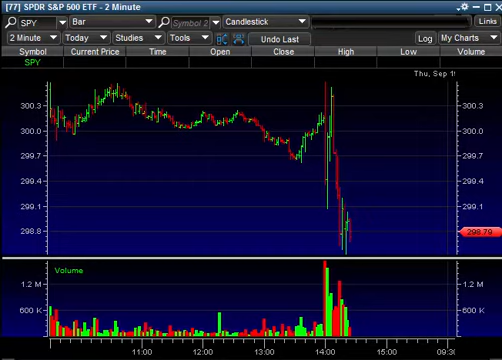 [77] SPDR S&P 500 ETF - 2 Minute
SPY Bar Symbol 2 Candlestick Links
2 Minute Today Studies Tools Undo Last Log My Charts
Symbol Current Price Time Open Close High Low Volume
SPY
Thu, Sep 1
300.3 300.3
300.0 300.0
299.7 299.7
299.4 299.4
299.1 299.1
298.8 298.79
Volume
1.2 M 1.2 M
600 K 600 K
11:00 12:00 13:00 14:00 15:00 09:30